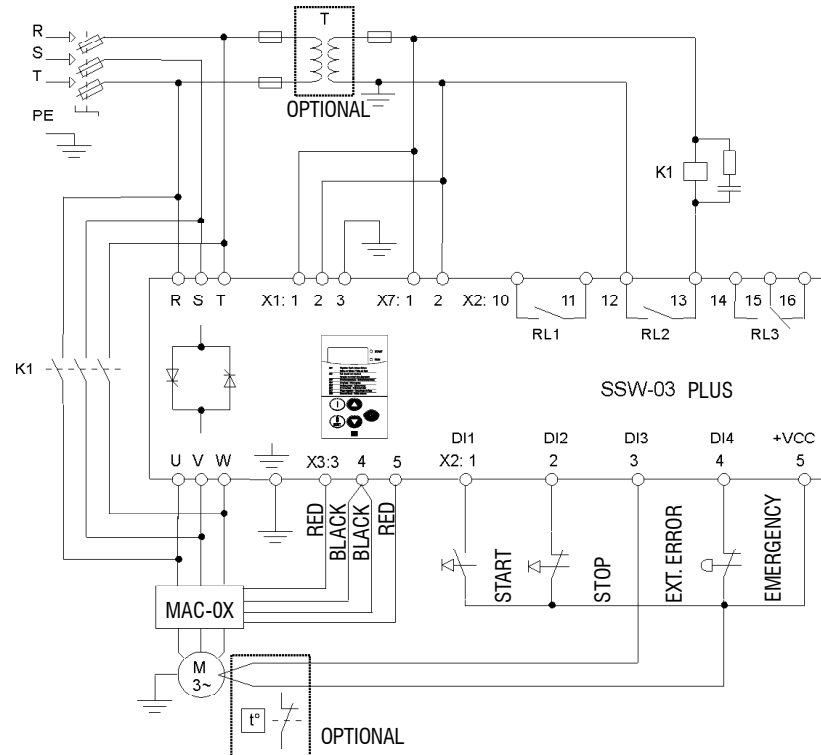 R
S
T
PE
T
OPTIONAL
K1
R S T X1: 1 2 3 X7: 1 2 X2: 10 11 12 13 14 15 16
RL1 RL2 RL3
K1
SSW-03 PLUS
DI1 DI2 DI3 DI4 +VCC
U V W X3:3 4 5 X2: 1 2 3 4 5
RED
BLACK
BLACK
RED
START
STOP
EXT. ERROR
EMERGENCY
MAC-0X
M
3~
t°
OPTIONAL